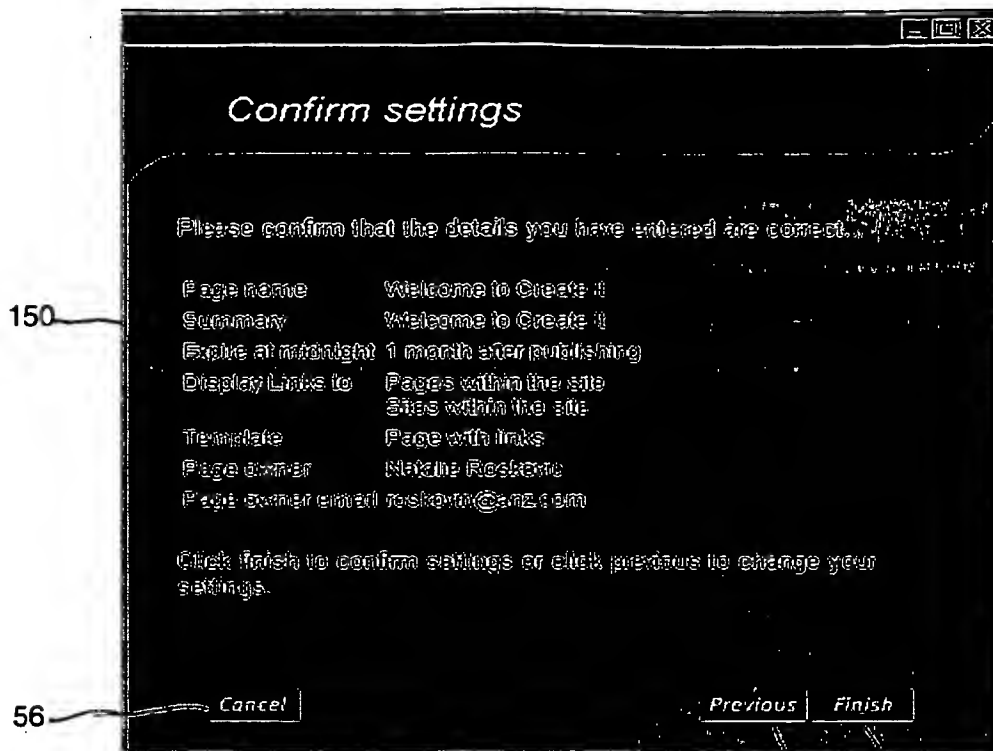 Confirm settings
Please confirm that the details you have entered are correct...
150
Page name Welcome to Create it
Summary Welcome to Create it
Expire at midnight 1 month after publishing
Display Links to Pages within the site
Sites within the site
Template Page with links
Page owner Natalie
Page owner email
Click finish to confirm settings or click previous to change your
settings.
56
Cancel Previous Finish